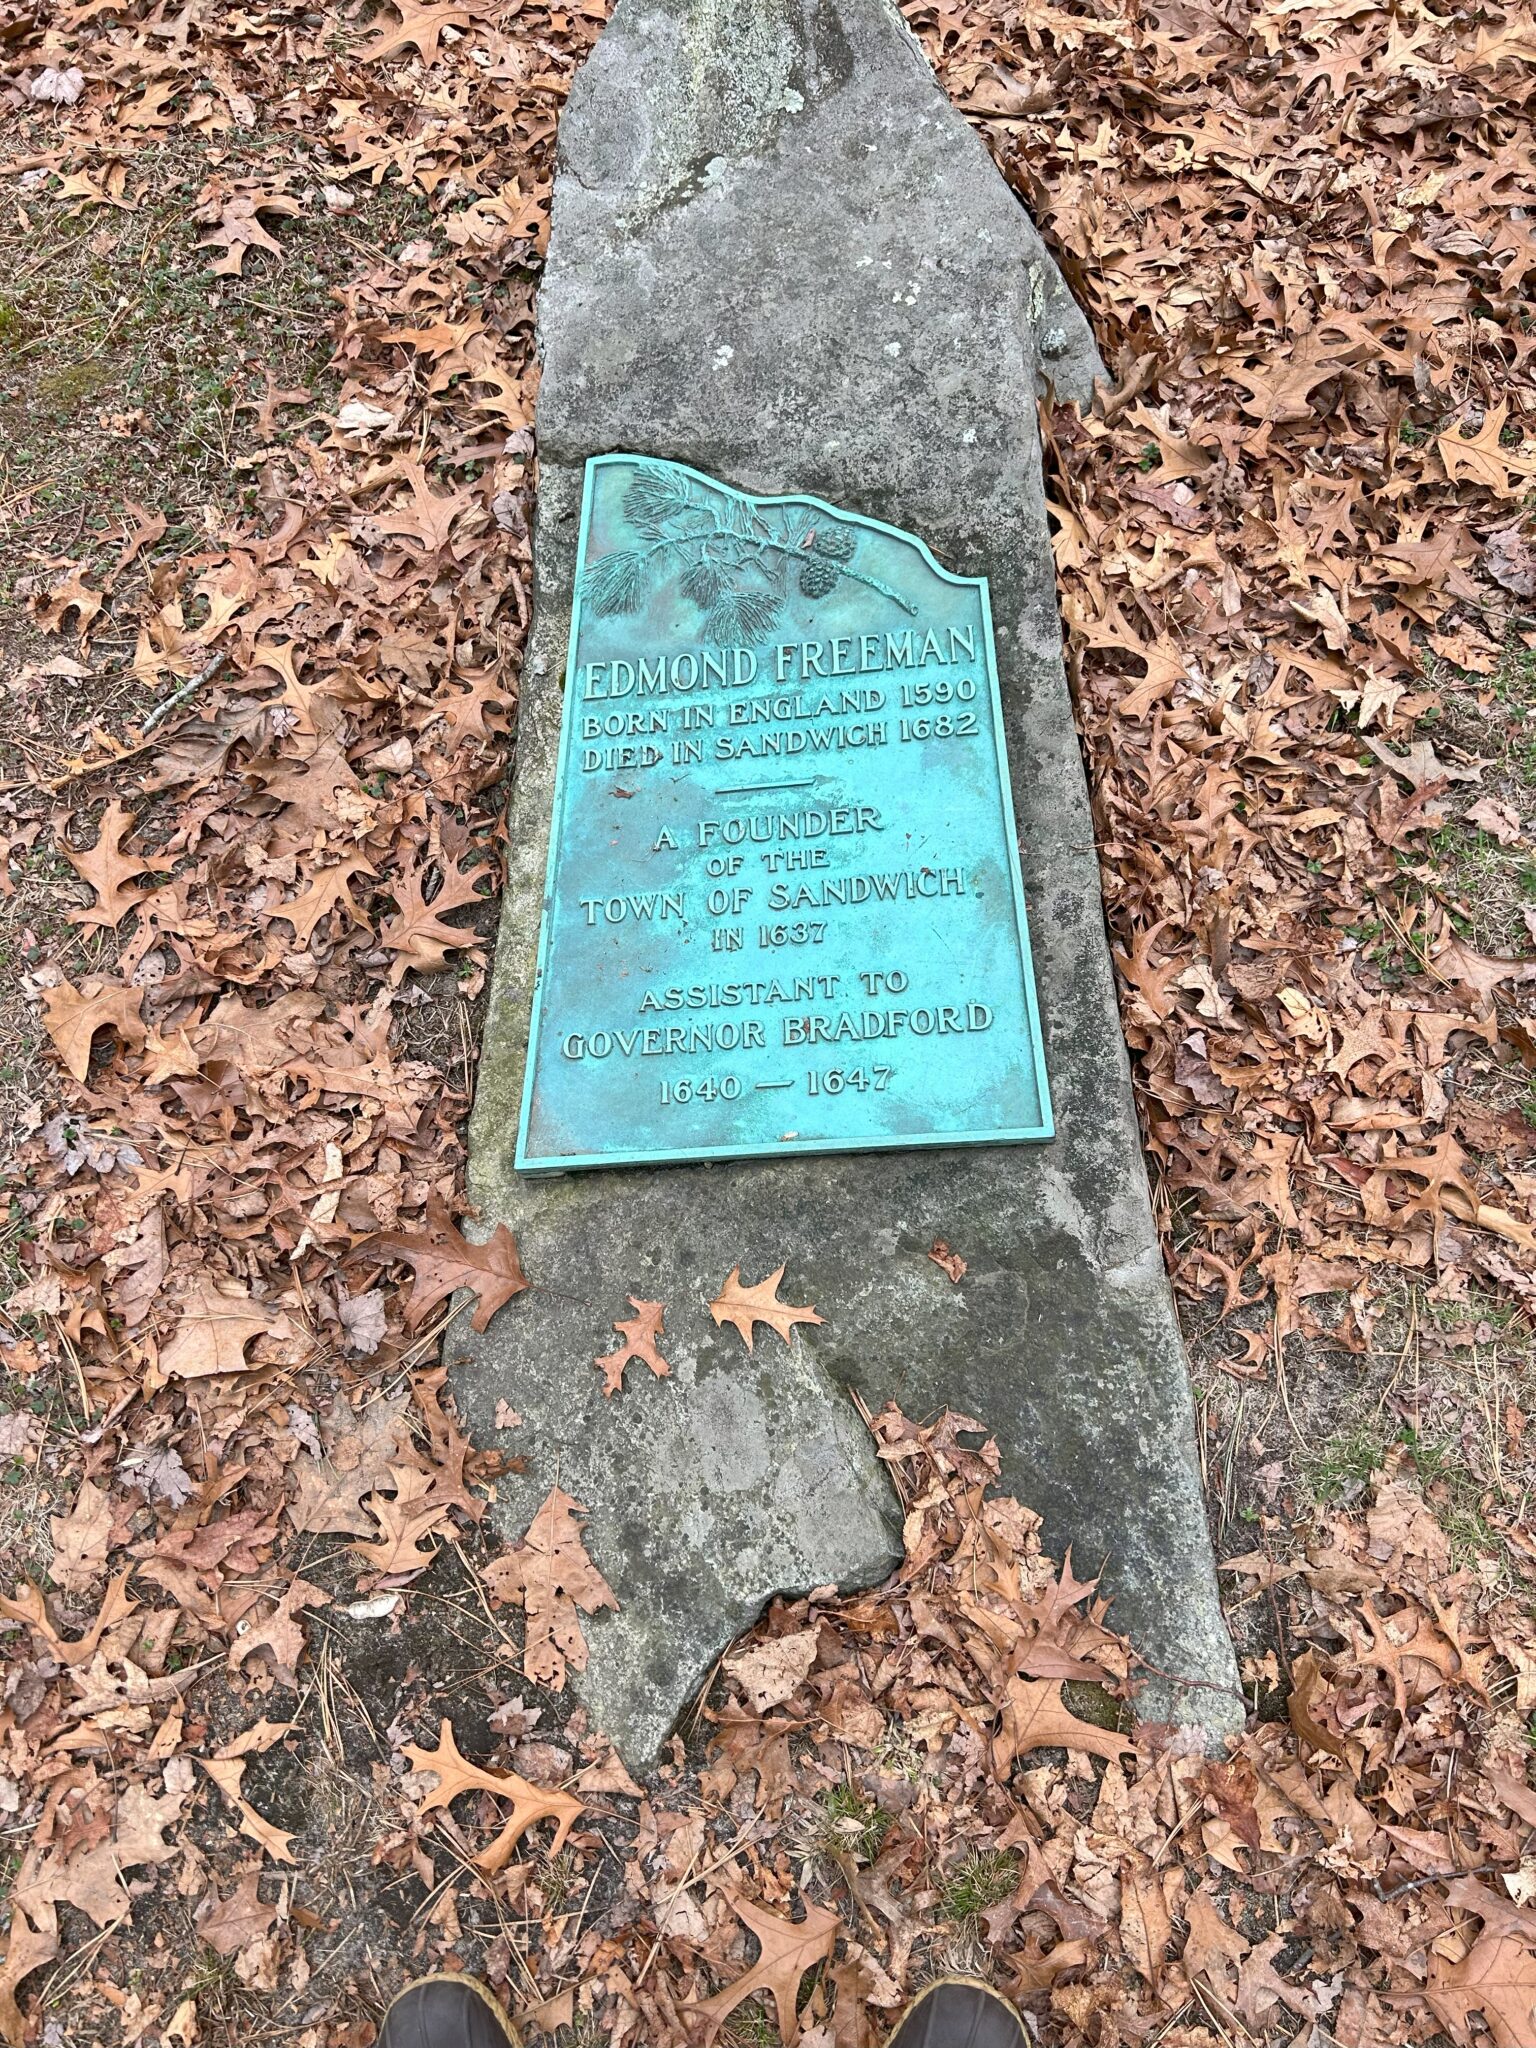 EDMOND FREEMAN
BORN IN ENGLAND 1590
DIED IN SANDWICH 1682
A FOUNDER
OF THE
TOWN OF SANDWICH
IN 1637
ASSISTANT TO
GOVERNOR BRADFORD
1640 — 1647